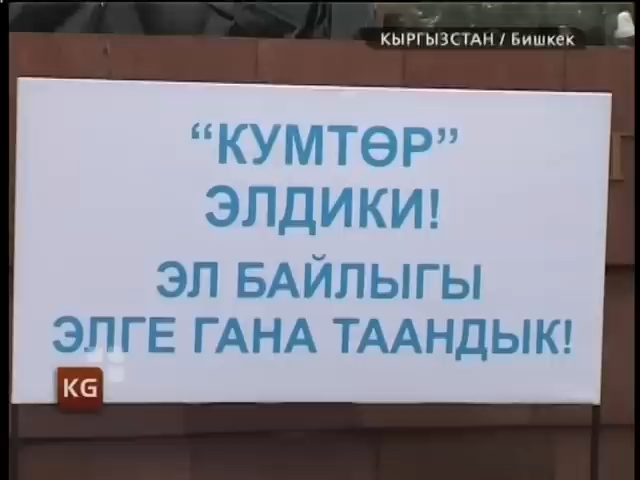 КЫРГЫЗСТАН / Бишкек
“КУМТӨР”
ЭЛДИКИ!
ЭЛ БАЙЛЫГЫ
ЭЛГЕ ГАНА ТААНДЫК!
KG